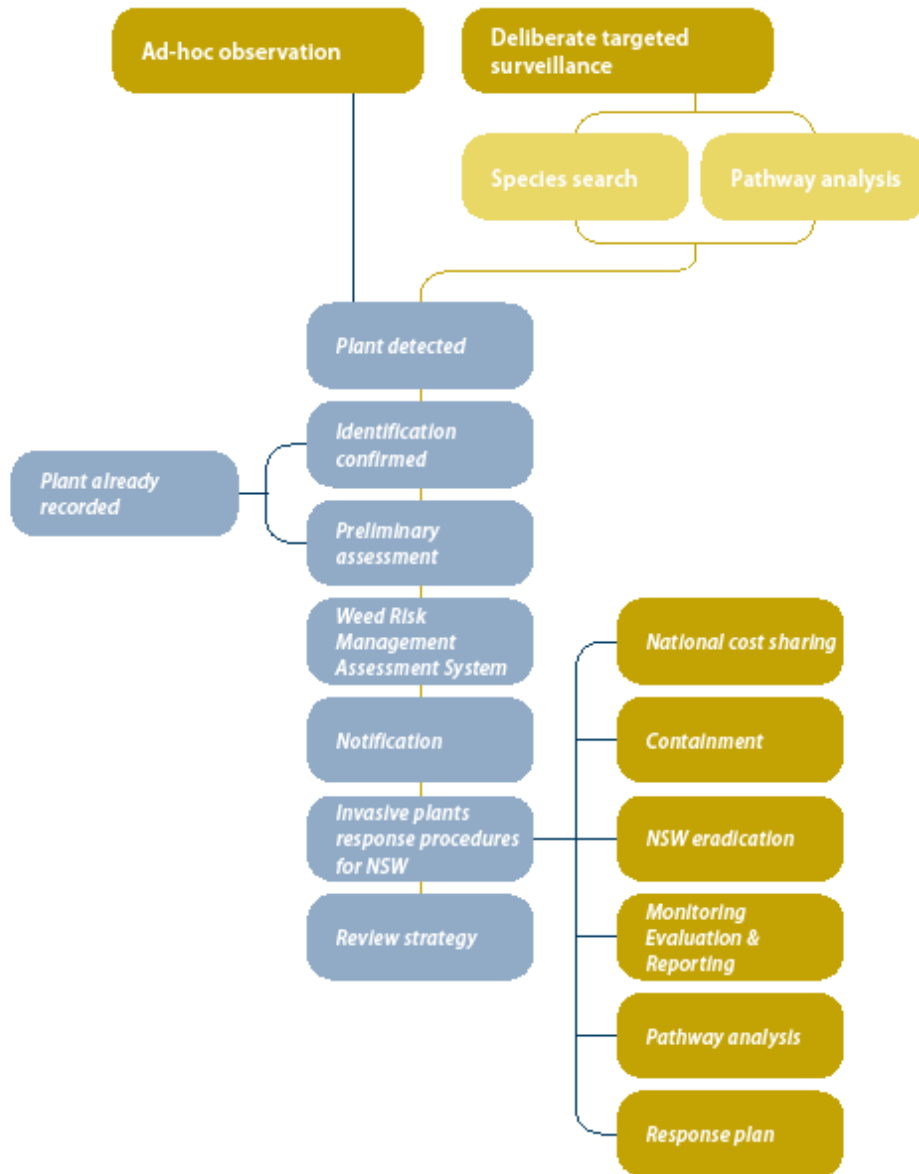 Ad-hoc observation
Deliberate targeted
surveillance
Species search
Pathway analysis
Plant detected
Identification
confirmed
Plant already
recorded
Preliminary
assessment
Weed Risk
Management
Assessment System
Notification
Invasive plants
response procedures
for NSW
Review strategy
National cost sharing
Containment
NSW eradication
Monitoring
Evaluation &
Reporting
Pathway analysis
Response plan